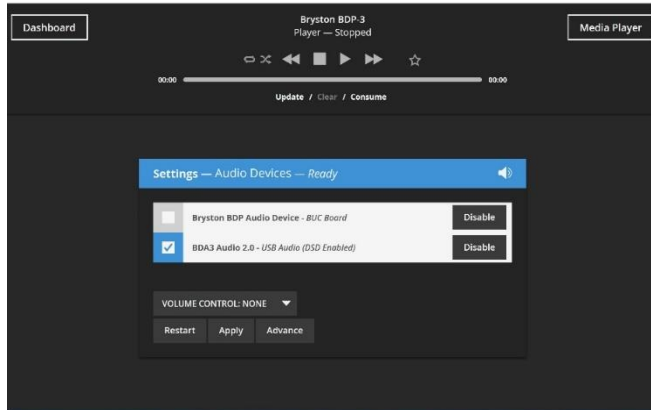 Dashboard
Bryston BDP-3
Player — Stopped
Media Player
00:00
00:00
Update / Clear / Consume
Settings — Audio Devices — Ready
Bryston BDP Audio Device - BUC Board
Disable
BDA3 Audio 2.0 - USB Audio (DSD Enabled)
Disable
VOLUME CONTROL: NONE
Restart
Apply
Advance